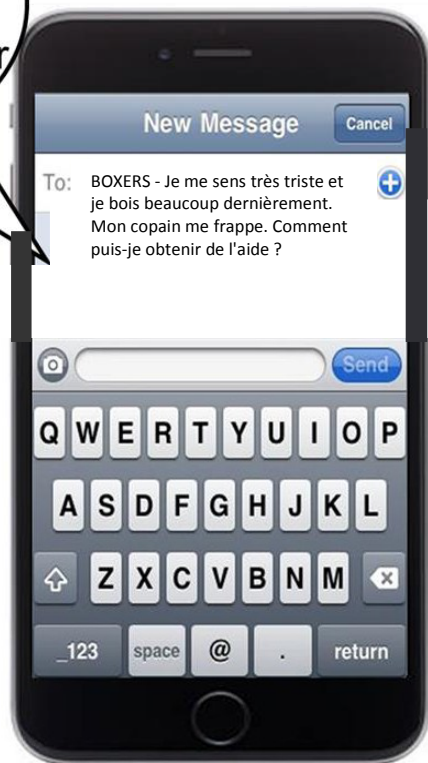 r
New Message
Cancel
To: BOXERS - Je me sens très triste et
je bois beaucoup dernièrement.
Mon copain me frappe. Comment
puis-je obtenir de l'aide ?
Send
Q W E R T Y U I O P
A S D F G H J K L
Z X C V B N M
_123 space @ . return